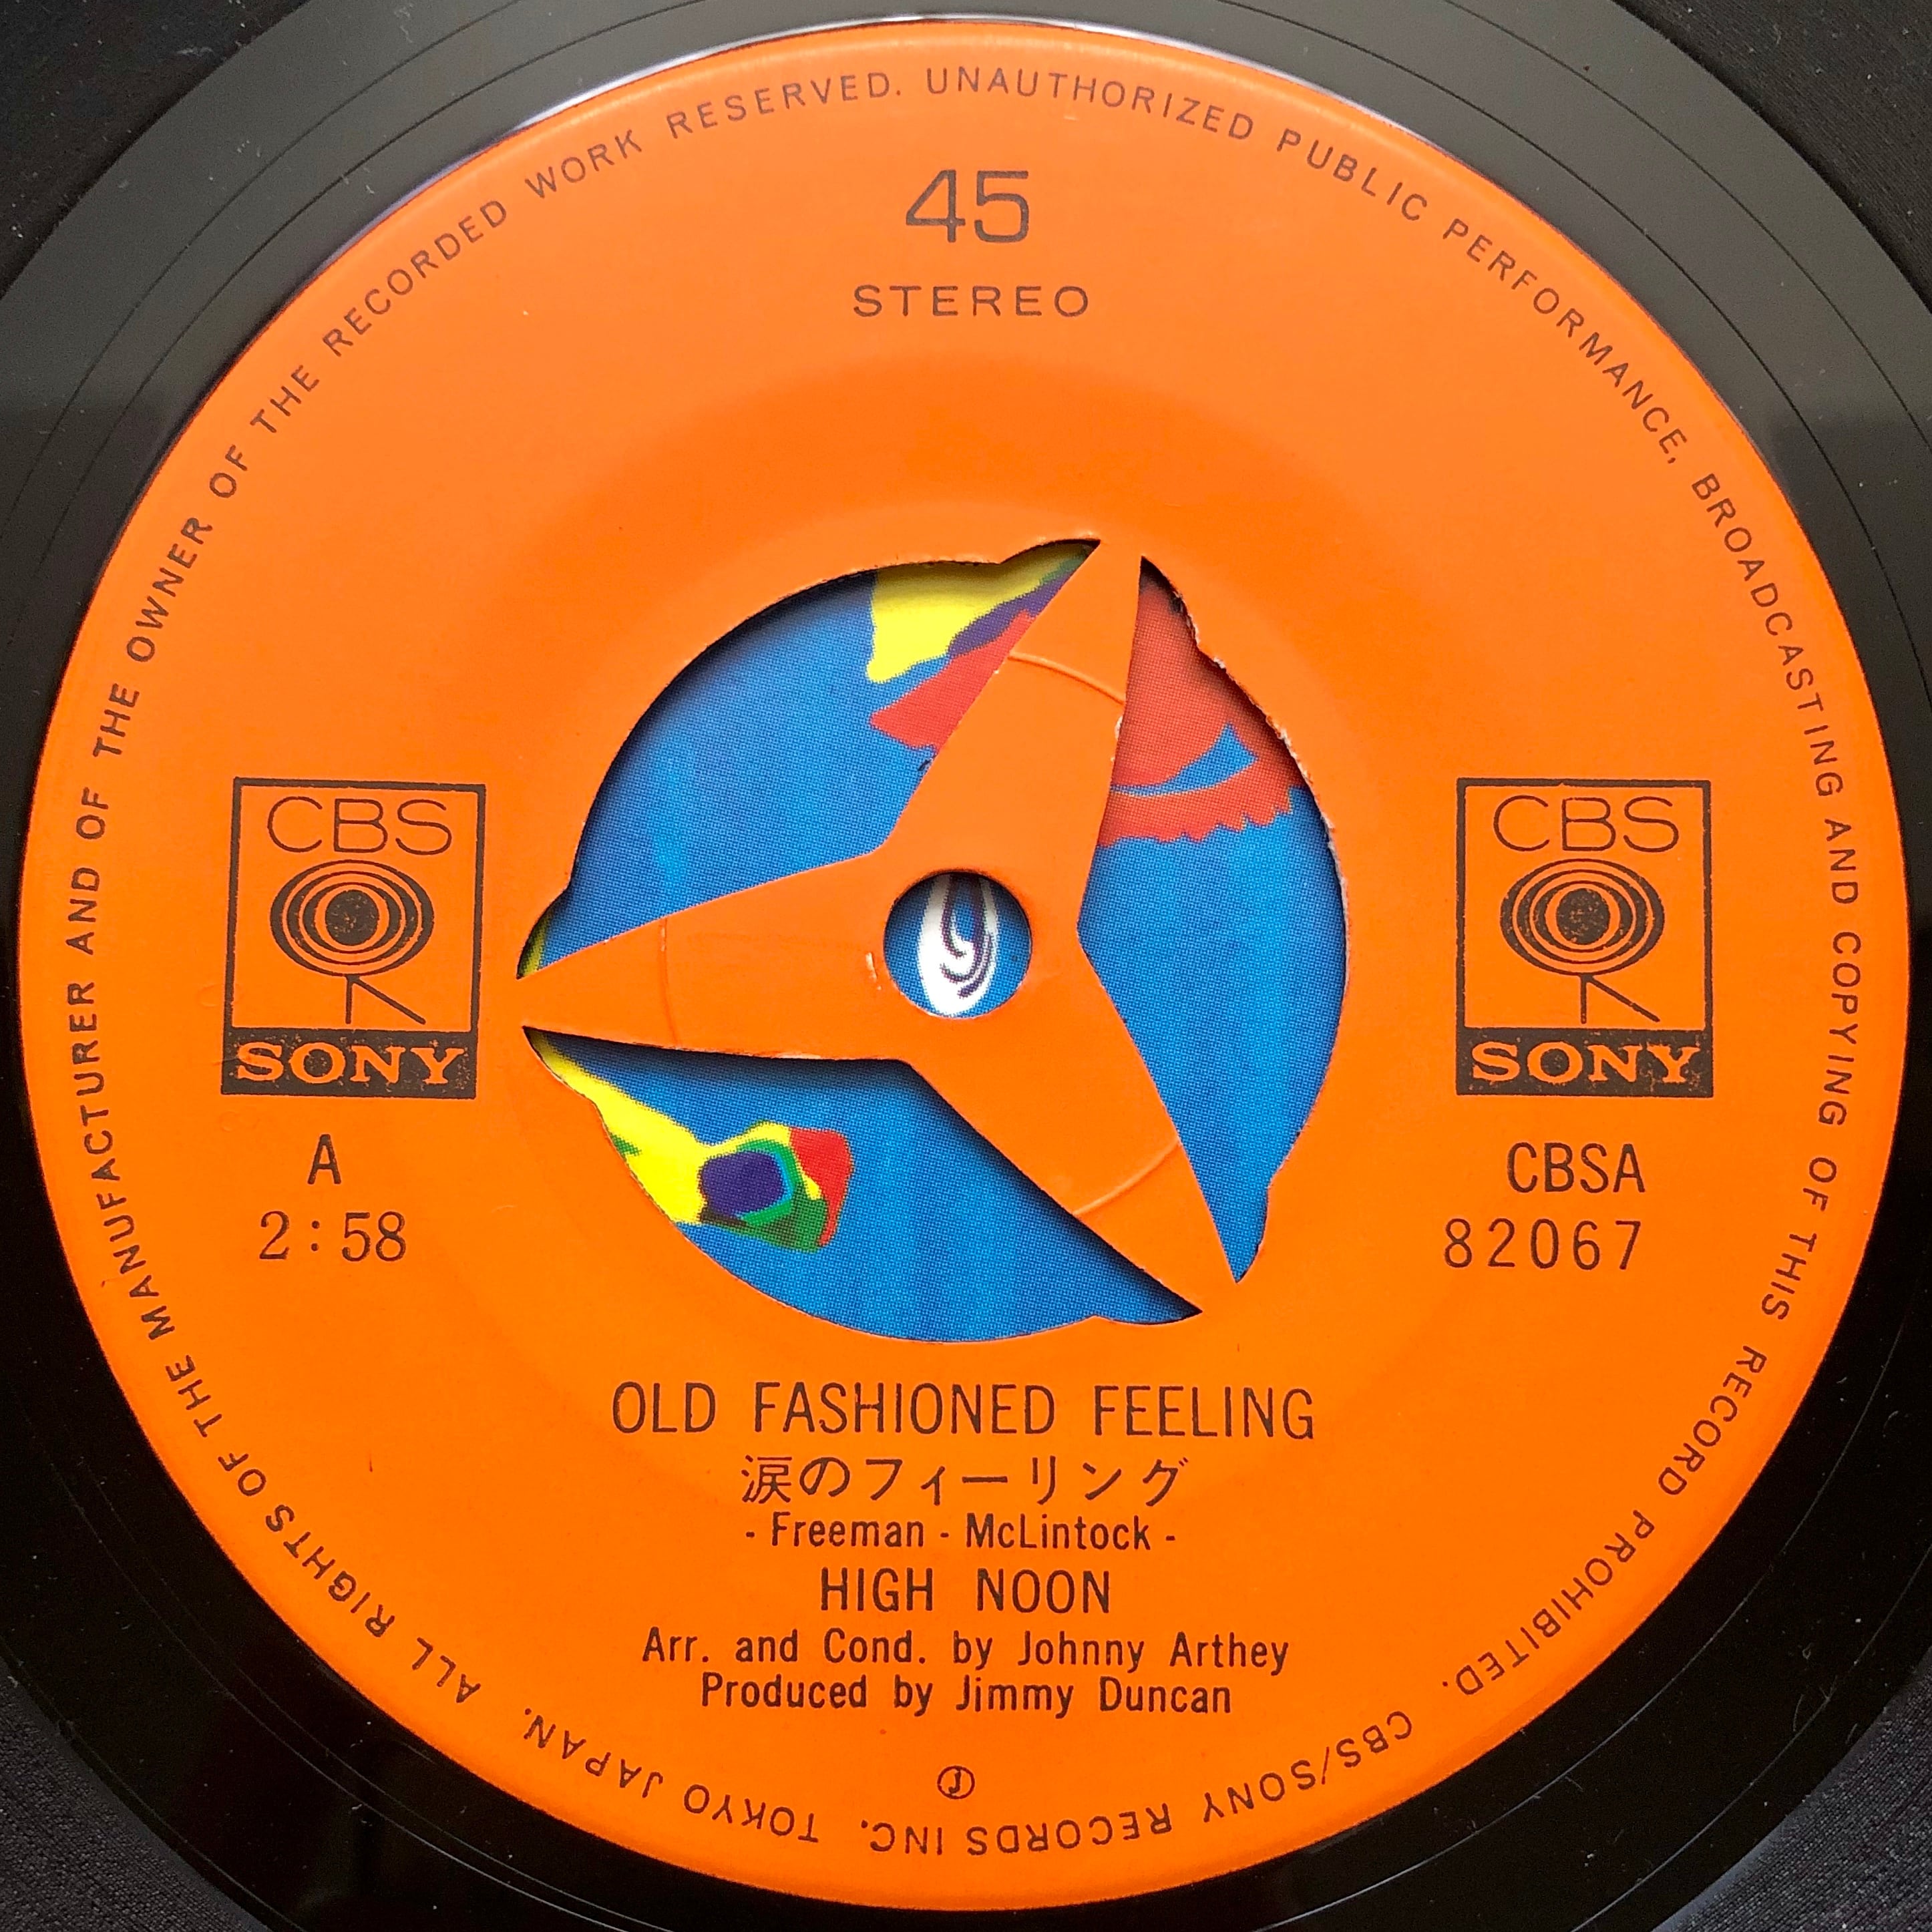 ALL RIGHTS OF THE MANUFACTURER AND OF THE OWNER OF THE RECORDED WORK RESERVED. UNAUTHORIZED PUBLIC PERFORMANCE, BROADCASTING AND COPYING OF THIS RECORD PROHIBITED. CBS/SONY RECORDS INC. TOKYO JAPAN.
45
STEREO
CBS
SONY
CBS
SONY
A
2:58
CBSA
82067
OLD FASHIONED FEELING
涙のフィーリング
- Freeman - McLintock -
HIGH NOON
Arr. and Cond. by Johnny Arthey
Produced by Jimmy Duncan
Ⓙ